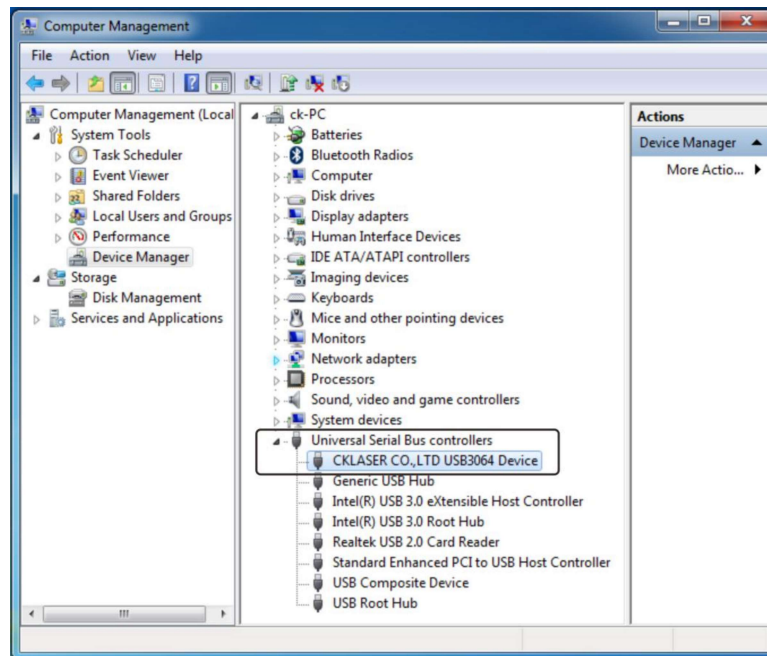 Computer Management
File Action View Help
Computer Management (Local
System Tools
Task Scheduler
Event Viewer
Shared Folders
Local Users and Groups
Performance
Device Manager
Storage
Disk Management
Services and Applications
ck-PC
Batteries
Bluetooth Radios
Computer
Disk drives
Display adapters
Human Interface Devices
IDE ATA/ATAPI controllers
Imaging devices
Keyboards
Mice and other pointing devices
Monitors
Network adapters
Processors
Sound, video and game controllers
System devices
Universal Serial Bus controllers
CKLASER CO.,LTD USB3064 Device
Generic USB Hub
Intel(R) USB 3.0 eXtensible Host Controller
Intel(R) USB 3.0 Root Hub
Realtek USB 2.0 Card Reader
Standard Enhanced PCI to USB Host Controller
USB Composite Device
USB Root Hub
Actions
Device Manager
More Actio...